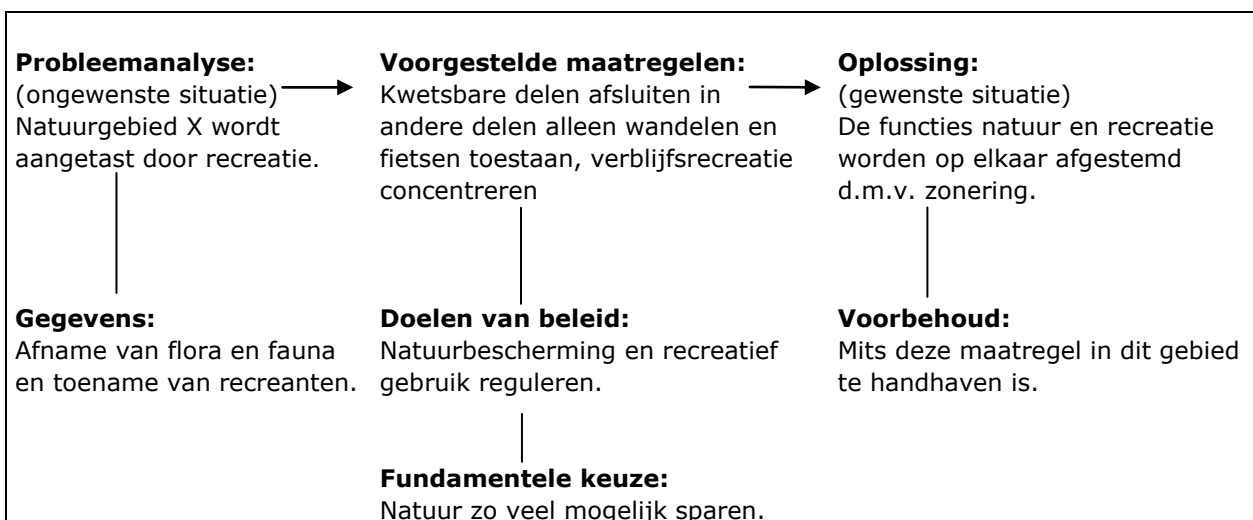 Probleemanalyse:
(ongewenste situatie)
Natuurgebied X wordt
aangetast door recreatie.
Voorgestelde maatregelen:
Kwetsbare delen afsluiten in
andere delen alleen wandelen en
fietsen toestaan, verblijfsrecreatie
concentreren
Oplossing:
(gewenste situatie)
De functies natuur en recreatie
worden op elkaar afgestemd
d.m.v. zonering.
Gegevens:
Afname van flora en fauna
en toename van recreanten.
Doelen van beleid:
Natuurbescherming en recreatief
gebruik reguleren.
Voorbehoud:
Mits deze maatregel in dit gebied
te handhaven is.
Fundamentele keuze:
Natuur zo veel mogelijk sparen.